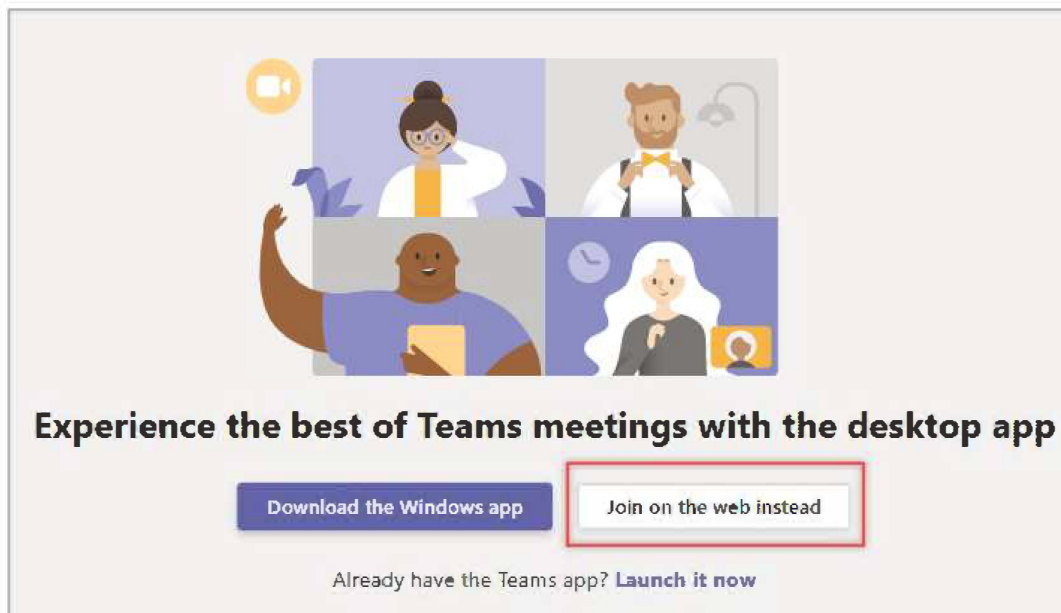 Experience the best of Teams meetings with the desktop app
Download the Windows app
Join on the web instead
Already have the Teams app? Launch it now